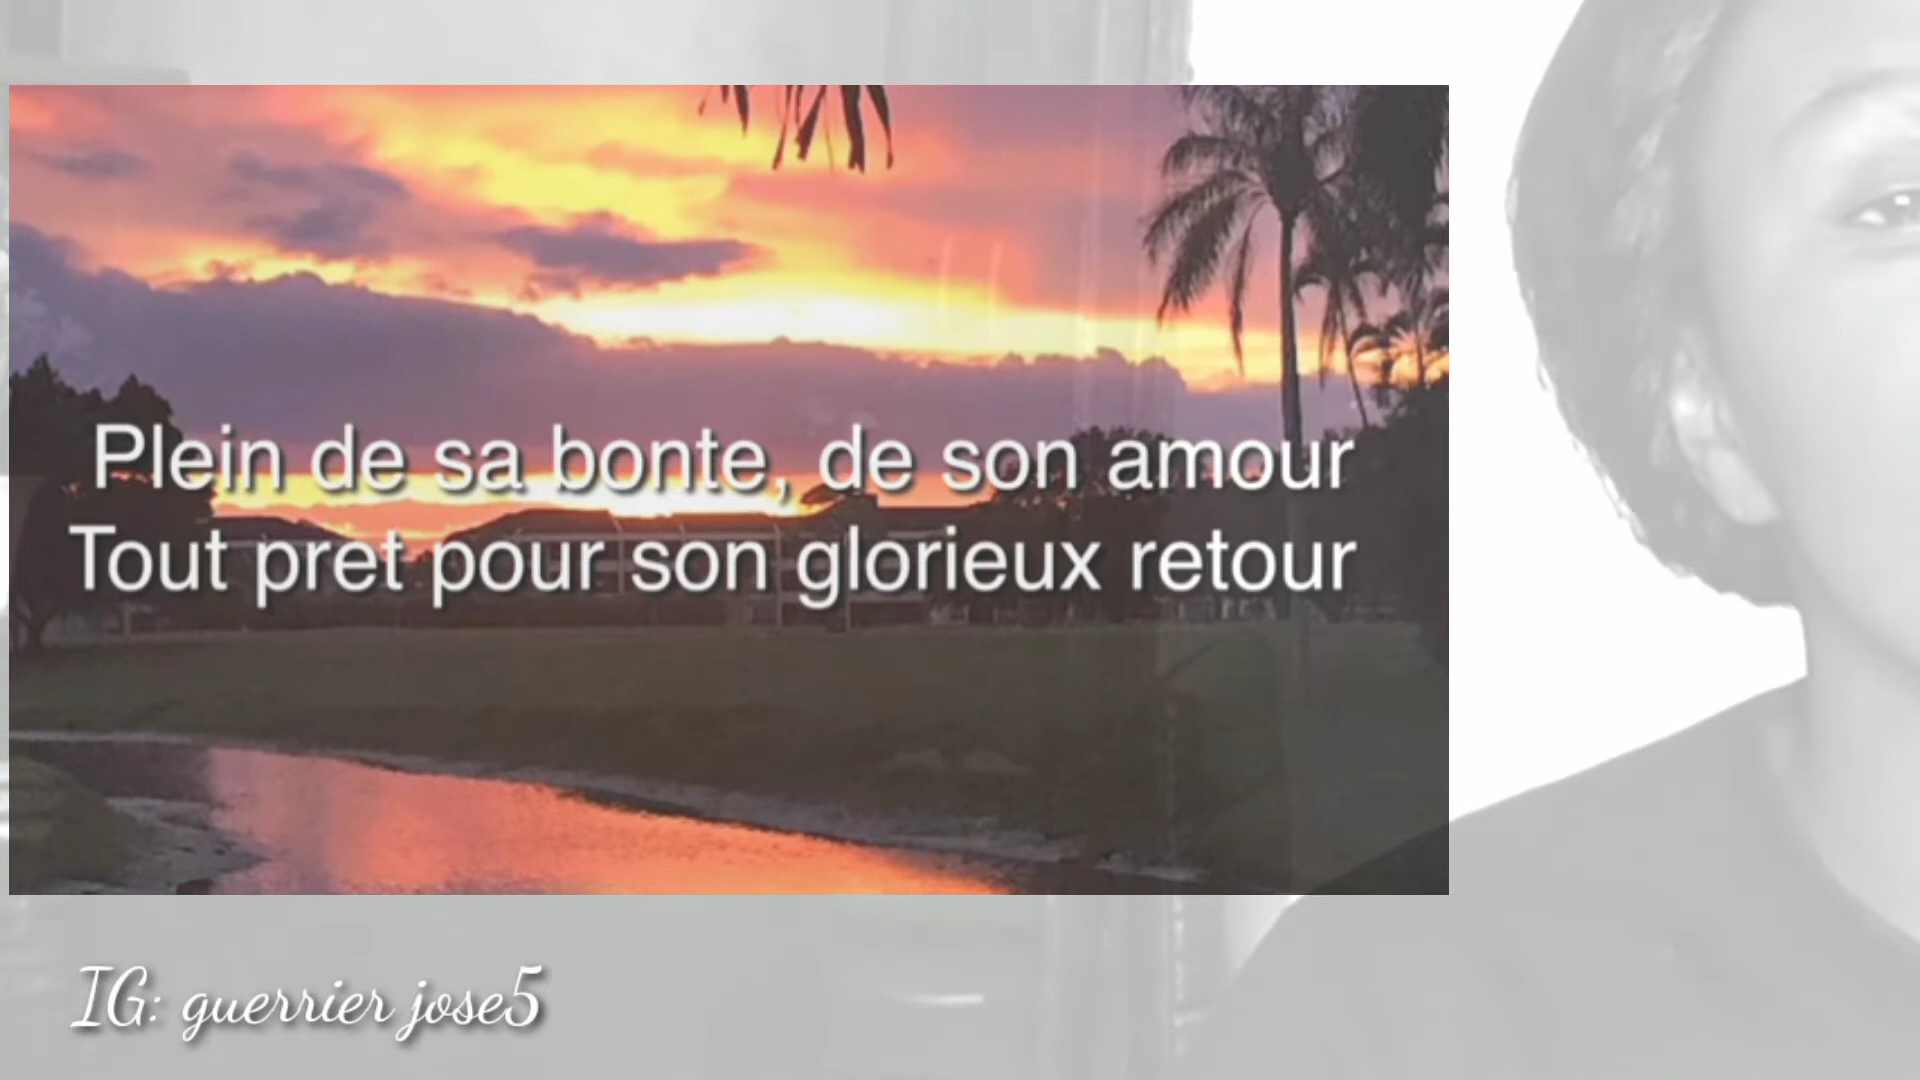 Plein de sa bonte, de son amour
Tout pret pour son glorieux retour
IG: guerrier jose5